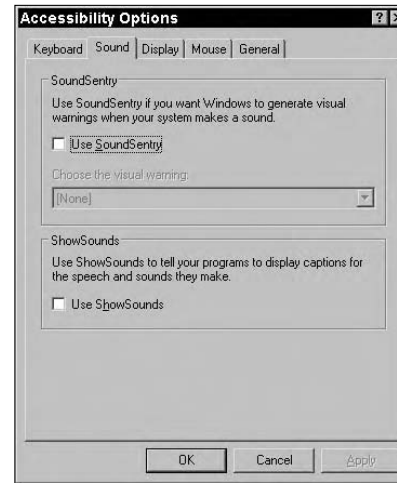 Accessibility Options
Keyboard Sound Display Mouse General
SoundSentry
Use SoundSentry if you want Windows to generate visual
warnings when your system makes a sound.
Use SoundSentry
Choose the visual warning:
[None]
ShowSounds
Use ShowSounds to tell your programs to display captions for
the speech and sounds they make.
Use ShowSounds
OK Cancel Apply